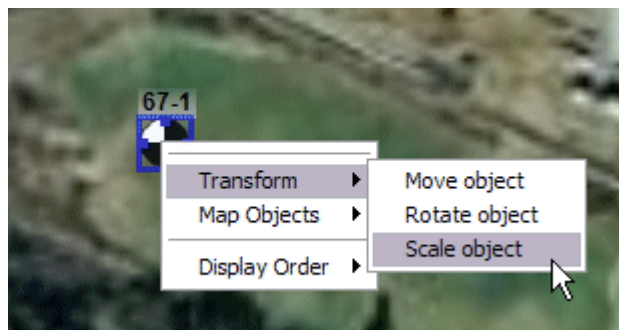 67-1
Transform
Map Objects
Display Order
Move object
Rotate object
Scale object